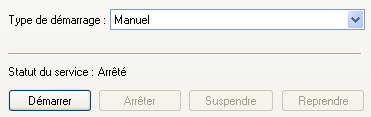 Type de démarrage : Manuel
Statut du service : Arrêté
Démarrer Arrêter Suspendre Reprendre